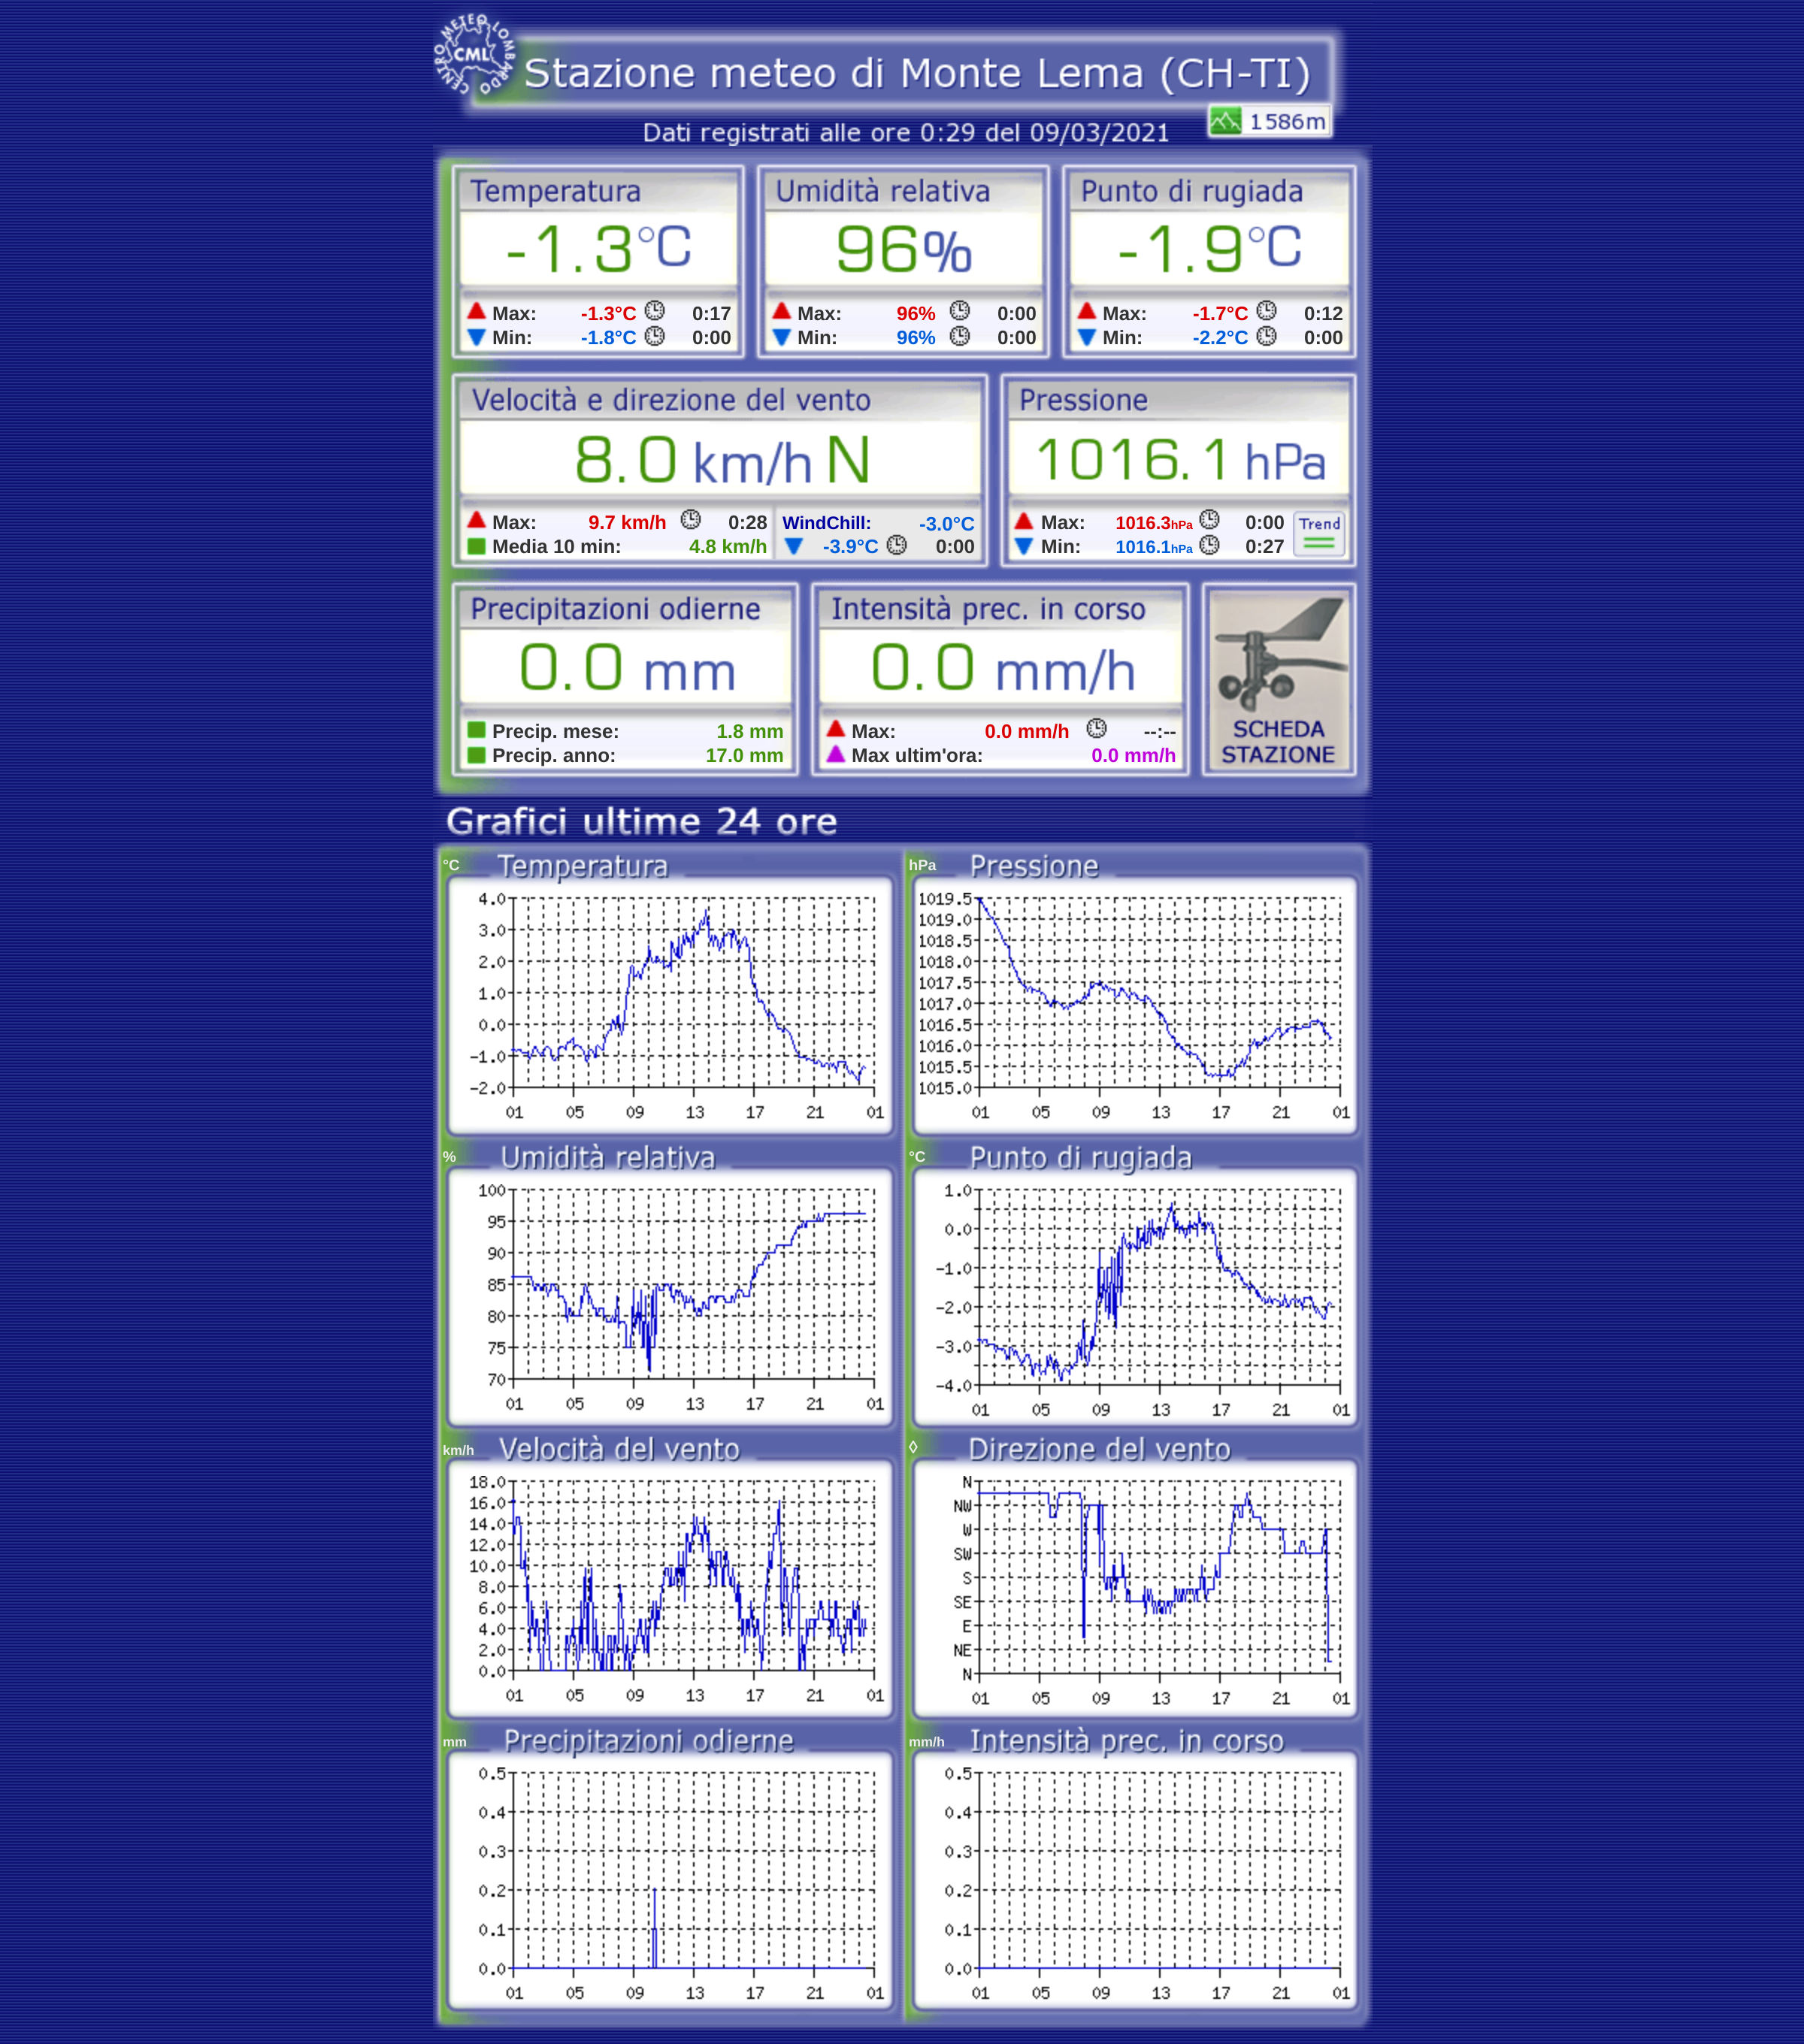 CENTRO METEO LOMBARDO
CML
Stazione meteo di Monte Lema (CH-TI)
1586m
Dati registrati alle ore 0:29 del 09/03/2021
Temperatura
-1.3°C
Max: -1.3°C 0:17
Min: -1.8°C 0:00
Umidità relativa
96%
Max: 96% 0:00
Min: 96% 0:00
Punto di rugiada
-1.9°C
Max: -1.7°C 0:12
Min: -2.2°C 0:00
Velocità e direzione del vento
8.0 km/h N
Max: 9.7 km/h 0:28
Media 10 min: 4.8 km/h
WindChill: -3.0°C
-3.9°C 0:00
Pressione
1016.1 hPa
Max: 1016.3hPa 0:00
Min: 1016.1hPa 0:27
Trend
Precipitazioni odierne
0.0 mm
Precip. mese: 1.8 mm
Precip. anno: 17.0 mm
Intensità prec. in corso
0.0 mm/h
Max: 0.0 mm/h --:--
Max ultim'ora: 0.0 mm/h
SCHEDA
STAZIONE
Grafici ultime 24 ore
°C Temperatura
4.0
3.0
2.0
1.0
0.0
-1.0
-2.0
01 05 09 13 17 21 01
hPa Pressione
1019.5
1019.0
1018.5
1018.0
1017.5
1017.0
1016.5
1016.0
1015.5
1015.0
01 05 09 13 17 21 01
% Umidità relativa
100
95
90
85
80
75
70
01 05 09 13 17 21 01
°C Punto di rugiada
1.0
0.0
-1.0
-2.0
-3.0
-4.0
01 05 09 13 17 21 01
km/h Velocità del vento
18.0
16.0
14.0
12.0
10.0
8.0
6.0
4.0
2.0
0.0
01 05 09 13 17 21 01
◊ Direzione del vento
N
NW
W
SW
S
SE
E
NE
N
01 05 09 13 17 21 01
mm Precipitazioni odierne
0.5
0.4
0.3
0.2
0.1
0.0
01 05 09 13 17 21 01
mm/h Intensità prec. in corso
0.5
0.4
0.3
0.2
0.1
0.0
01 05 09 13 17 21 01